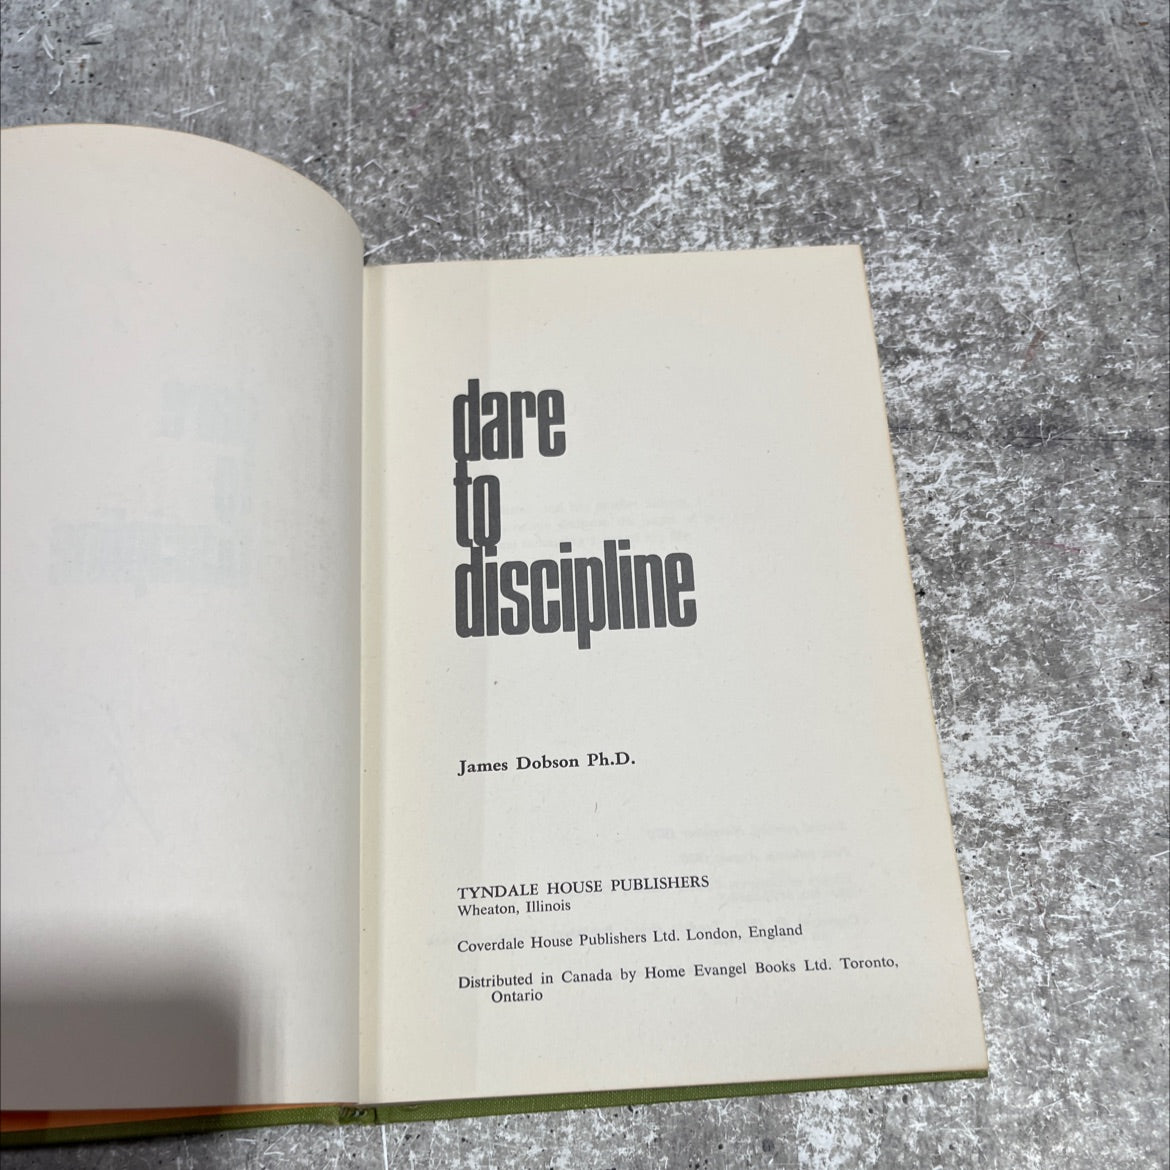 dare
to
discipline
James Dobson Ph.D.
TYNDALE HOUSE PUBLISHERS
Wheaton, Illinois
Coverdale House Publishers Ltd. London, England
Distributed in Canada by Home Evangel Books Ltd. Toronto,
Ontario